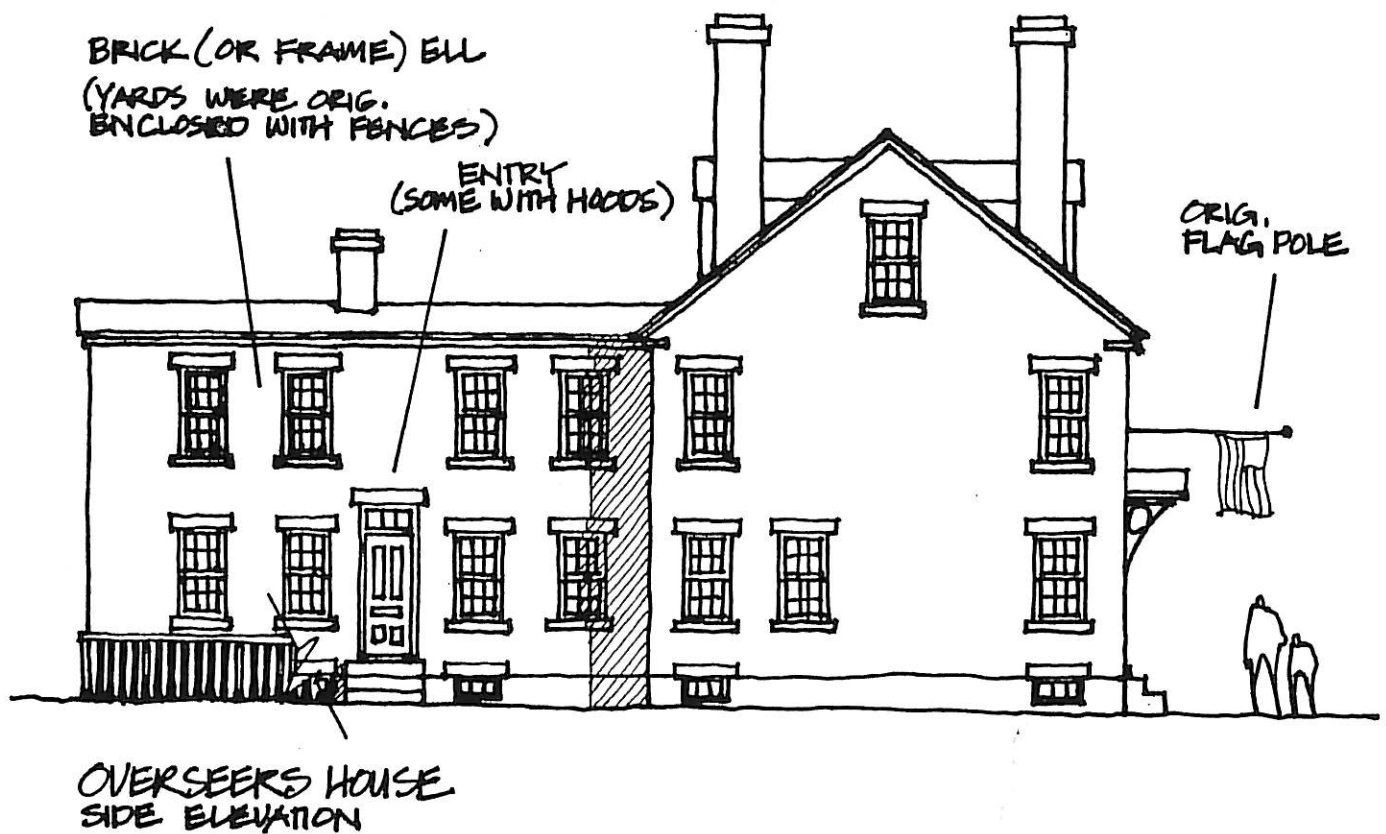 BRICK (OR FRAME) ELL
(YARDS WERE ORIG.
ENCLOSED WITH FENCES)
ENTRY
(SOME WITH HOODS)
ORIG.
FLAG POLE
OVERSEERS HOUSE
SIDE ELEVATION